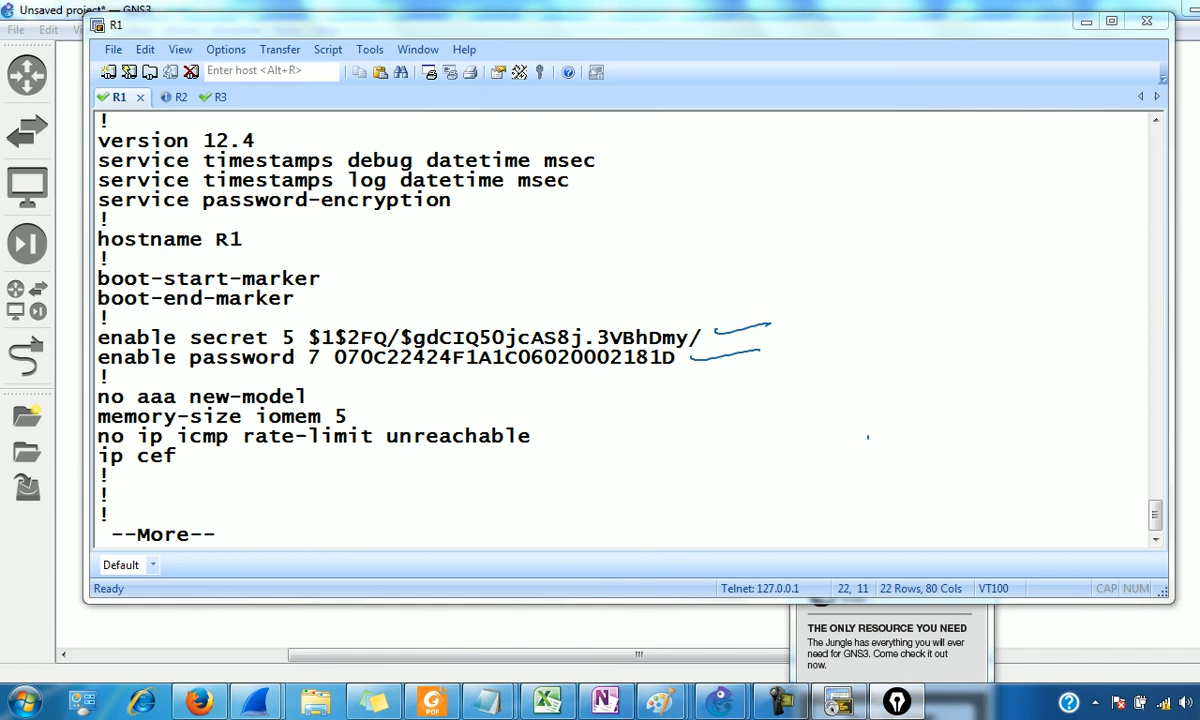 Unsaved project* — GNS3
File Edit Vi
R1
File Edit View Options Transfer Script Tools Window Help
Enter host <Alt+R>
R1 R2 R3
!
version 12.4
service timestamps debug datetime msec
service timestamps log datetime msec
service password-encryption
!
hostname R1
!
boot-start-marker
boot-end-marker
!
enable secret 5 $1$2FQ/$gdCIQ50jcAS8j.3VBhDmy/
enable password 7 070C22424F1A1C06020002181D
!
no aaa new-model
memory-size iomem 5
no ip icmp rate-limit unreachable
ip cef
!
!
!
--More--
Default
Ready Telnet: 127.0.0.1 22, 11 22 Rows, 80 Cols VT100 CAP NUM
THE ONLY RESOURCE YOU NEED
The Jungle has everything you will ever
need for GNS3. Come check it out
now.
PDF